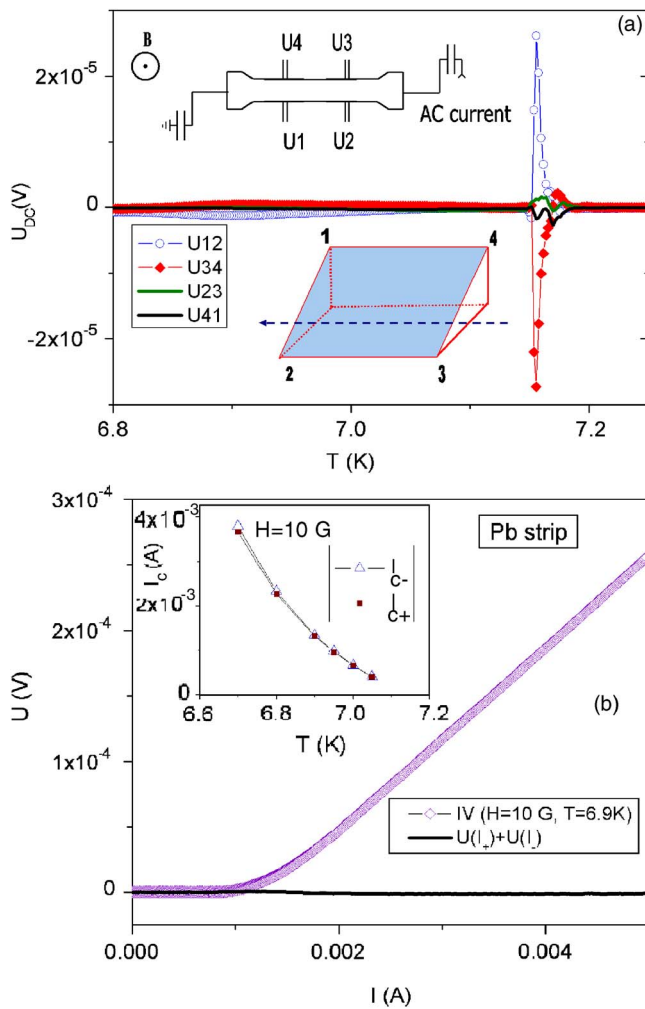 (a)
B
U4 U3
U1 U2
AC current
2x10⁻⁵
0
-2x10⁻⁵
U_DC(V)
U12
U34
U23
U41
1 4
2 3
6.8 7.0 7.2
T (K)
3x10⁻⁴
2x10⁻⁴
1x10⁻⁴
0
U (V)
Pb strip
4x10⁻³
2x10⁻³
0
I_C (A)
H=10 G
I_C-
I_C+
6.6 6.8 7.0 7.2
T (K)
(b)
IV (H=10 G, T=6.9K)
U(I₊)+U(I₋)
0.000 0.002 0.004
I (A)